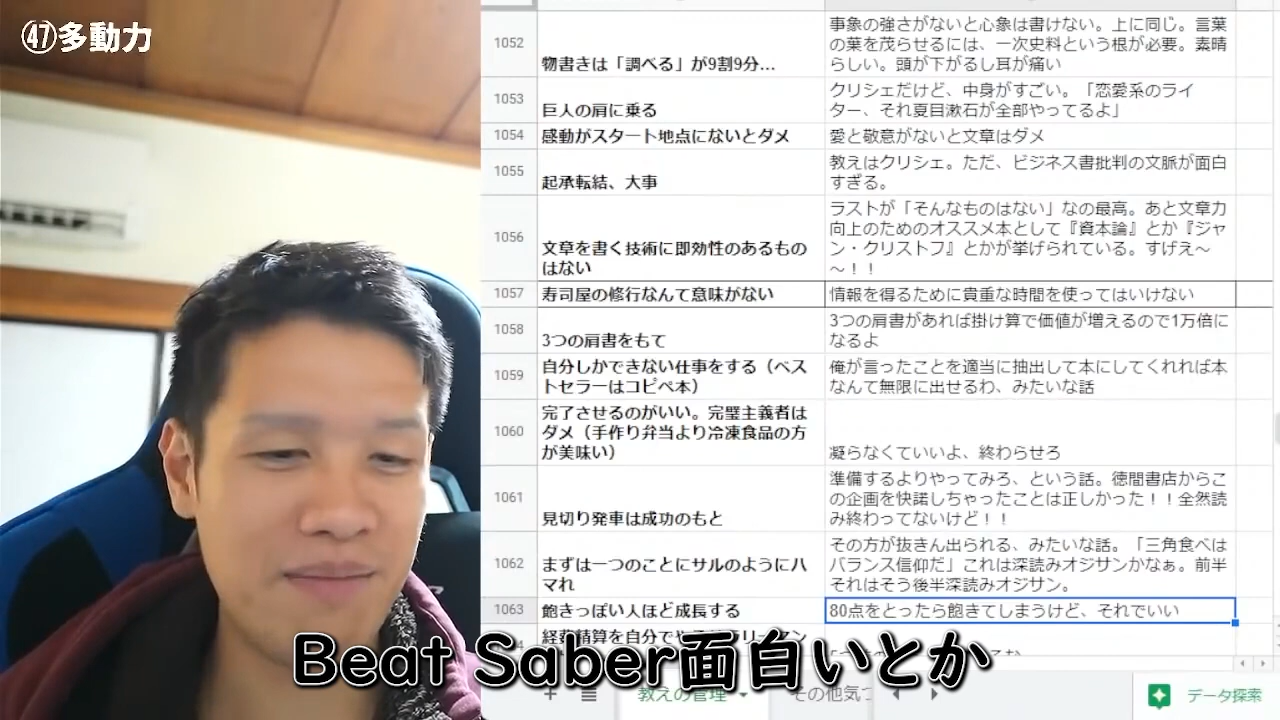 ㊼多動力
1052
物書きは「調べる」が9割9分…
事象の強さがないと心象は書けない。上に同じ。言葉
の葉を茂らせるには、一次史料という根が必要。素晴
らしい。頭が下がるし耳が痛い
1053
巨人の肩に乗る
クリシェだけど、中身がすごい。「恋愛系のライ
ター、それ夏目漱石が全部やってるよ」
1054
感動がスタート地点にないとダメ
愛と敬意がないと文章はダメ
1055
起承転結、大事
教えはクリシェ。ただ、ビジネス書批判の文脈が面白
すぎる。
1056
文章を書く技術に即効性のあるもの
はない
ラストが「そんなものはない」なの最高。あと文章力
向上のためのオススメ本として『資本論』とか『ジャ
ン・クリストフ』とかが挙げられている。すげえ〜
〜！！
1057
寿司屋の修行なんて意味がない
情報を得るために貴重な時間を使ってはいけない
1058
3つの肩書をもて
3つの肩書があれば掛け算で価値が増えるので1万倍に
なるよ
1059
自分しかできない仕事をする（ベス
トセラーはコピペ本）
俺が言ったことを適当に抽出して本にしてくれれば本
なんて無限に出せるわ、みたいな話
1060
完了させるのがいい。完璧主義者は
ダメ（手作り弁当より冷凍食品の方
が美味い）
凝らなくていいよ、終わらせろ
1061
見切り発車は成功のもと
準備するよりやってみろ、という話。徳間書店からこ
の企画を快諾しちゃったことは正しかった！！全然読
み終わってないけど！！
1062
まずは一つのことにサルのようにハ
マれ
その方が抜きん出られる、みたいな話。「三角食べは
バランス信仰だ」これは深読みオジサンかなぁ。前半
それはそう後半深読みオジサン。
1063
飽きっぽい人ほど成長する
80点をとったら飽きてしまうけど、それでいい
Beat Saber面白いとか
教えの管理
その他気づ
データ探索